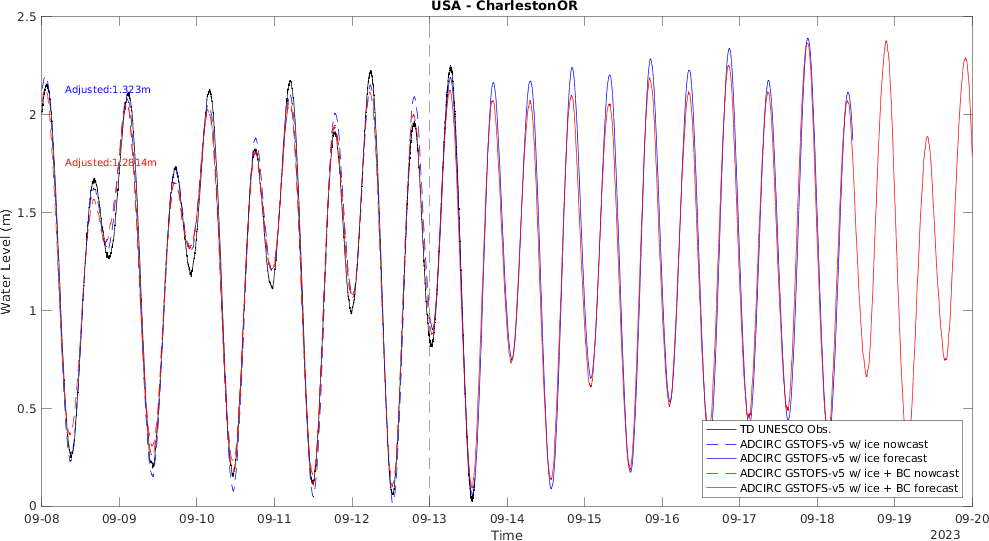 USA - CharlestonOR
2.5
2
1.5
1
0.5
0
Water Level (m)
Adjusted:1.323m
Adjusted:1.2814m
TD UNESCO Obs.
ADCIRC GSTOFS-v5 w/ ice nowcast
ADCIRC GSTOFS-v5 w/ ice forecast
ADCIRC GSTOFS-v5 w/ ice + BC nowcast
ADCIRC GSTOFS-v5 w/ ice + BC forecast
09-08 09-09 09-10 09-11 09-12 09-13 09-14 09-15 09-16 09-17 09-18 09-19 09-20
Time
2023